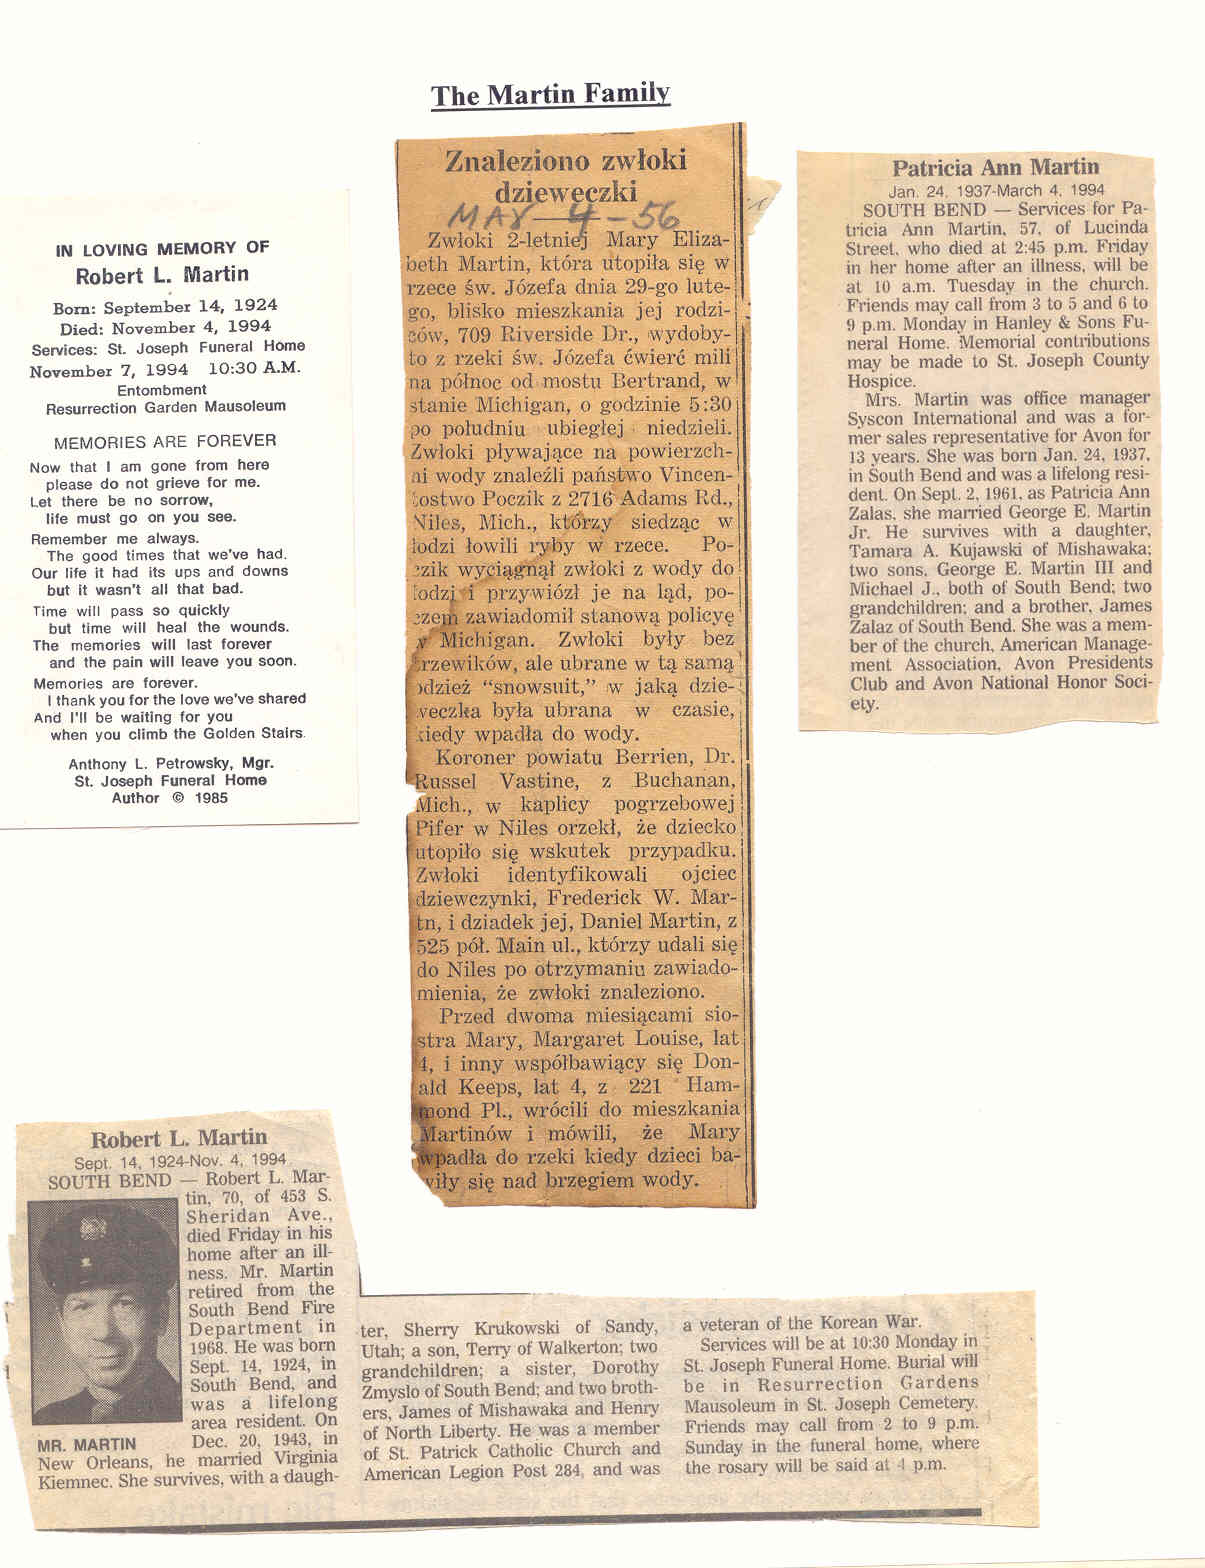 The Martin Family
IN LOVING MEMORY OF
Robert L. Martin
Born: September 14, 1924
Died: November 4, 1994
Services: St. Joseph Funeral Home
November 7, 1994 10:30 A.M.
Entombment
Resurrection Garden Mausoleum
MEMORIES ARE FOREVER
Now that I am gone from here
please do not grieve for me.
Let there be no sorrow,
life must go on you see.
Remember me always.
The good times that we've had.
Our life it had its ups and downs
but it wasn't all that bad.
Time will pass so quickly
but time will heal the wounds.
The memories will last forever
and the pain will leave you soon.
Memories are forever.
I thank you for the love we've shared
And I'll be waiting for you
when you climb the Golden Stairs.
Anthony L. Petrowsky, Mgr.
St. Joseph Funeral Home
Author © 1985
Znaleziono zwłoki
dzieweczki
MAY 4-56
Zwłoki 2-letniej Mary Eliza-
beth Martin, która utopiła się w
rzece św. Józefa dnia 29-go lute-
go, blisko mieszkania jej rodzi-
ców, 709 Riverside Dr., wydoby-
to z rzeki św. Józefa ćwierć mili
na północ od mostu Bertrand, w
stanie Michigan, o godzinie 5:30
po południu ubiegłej niedzieli.
Zwłoki pływające na powierzch-
ni wody znaleźli państwo Vincen-
tostwo Poczik z 2716 Adams Rd.,
Niles, Mich., którzy siedząc w
łodzi łowili ryby w rzece. Po-
czik wyciągnął zwłoki z wody do
łodzi i przywiózł je na ląd, po-
czem zawiadomił stanową policyę
w Michigan. Zwłoki były bez
trzewików, ale ubrane w tą samą
odzież "snowsuit," w jaką dzie-
weczka była ubrana w czasie,
kiedy wpadła do wody.
Koroner powiatu Berrien, Dr.
Russel Vastine, z Buchanan,
Mich., w kaplicy pogrzebowej
Pifer w Niles orzekł, że dziecko
utopiło się wskutek przypadku.
Zwłoki identyfikowali ojciec
dziewczynki, Frederick W. Mar-
tn, i dziadek jej, Daniel Martin, z
525 pół. Main ul., którzy udali się
do Niles po otrzymaniu zawiado-
mienia, że zwłoki znaleziono.
Przed dwoma miesiącami sio-
stra Mary, Margaret Louise, lat
4, i inny współbawiący się Don-
ald Keeps, lat 4, z 221 Ham-
mond Pl., wrócili do mieszkania
Martinów i mówili, że Mary
wpadła do rzeki kiedy dzieci ba-
wiły się nad brzegiem wody.
Patricia Ann Martin
Jan. 24, 1937-March 4, 1994
SOUTH BEND — Services for Pa-
tricia Ann Martin, 57, of Lucinda
Street, who died at 2:45 p.m. Friday
in her home after an illness, will be
at 10 a.m. Tuesday in the church.
Friends may call from 3 to 5 and 6 to
9 p.m. Monday in Hanley & Sons Fu-
neral Home. Memorial contributions
may be made to St. Joseph County
Hospice.
Mrs. Martin was office manager
Syscon International and was a for-
mer sales representative for Avon for
13 years. She was born Jan. 24, 1937,
in South Bend and was a lifelong resi-
dent. On Sept. 2, 1961, as Patricia Ann
Zalas, she married George E. Martin
Jr. He survives with a daughter,
Tamara A. Kujawski of Mishawaka;
two sons, George E. Martin III and
Michael J., both of South Bend; two
grandchildren; and a brother, James
Zalaz of South Bend. She was a mem-
ber of the church, American Manage-
ment Association, Avon Presidents
Club and Avon National Honor Soci-
ety.
Robert L. Martin
Sept. 14, 1924-Nov. 4, 1994
SOUTH BEND — Robert L. Mar-
tin, 70, of 453 S.
Sheridan Ave.,
died Friday in his
home after an ill-
ness. Mr. Martin
retired from the
South Bend Fire
Department in
1968. He was born
Sept. 14, 1924, in
South Bend, and
was a lifelong
area resident. On
MR. MARTIN Dec. 20, 1943, in
New Orleans, he married Virginia
Kiemnec. She survives, with a daugh-
ter, Sherry Krukowski of Sandy,
Utah; a son, Terry of Walkerton; two
grandchildren; a sister, Dorothy
Zmyslo of South Bend; and two broth-
ers, James of Mishawaka and Henry
of North Liberty. He was a member
of St. Patrick Catholic Church and
American Legion Post 284, and was
a veteran of the Korean War.
Services will be at 10:30 Monday in
St. Joseph Funeral Home. Burial will
be in Resurrection Gardens
Mausoleum in St. Joseph Cemetery.
Friends may call from 2 to 9 p.m.
Sunday in the funeral home, where
the rosary will be said at 4 p.m.